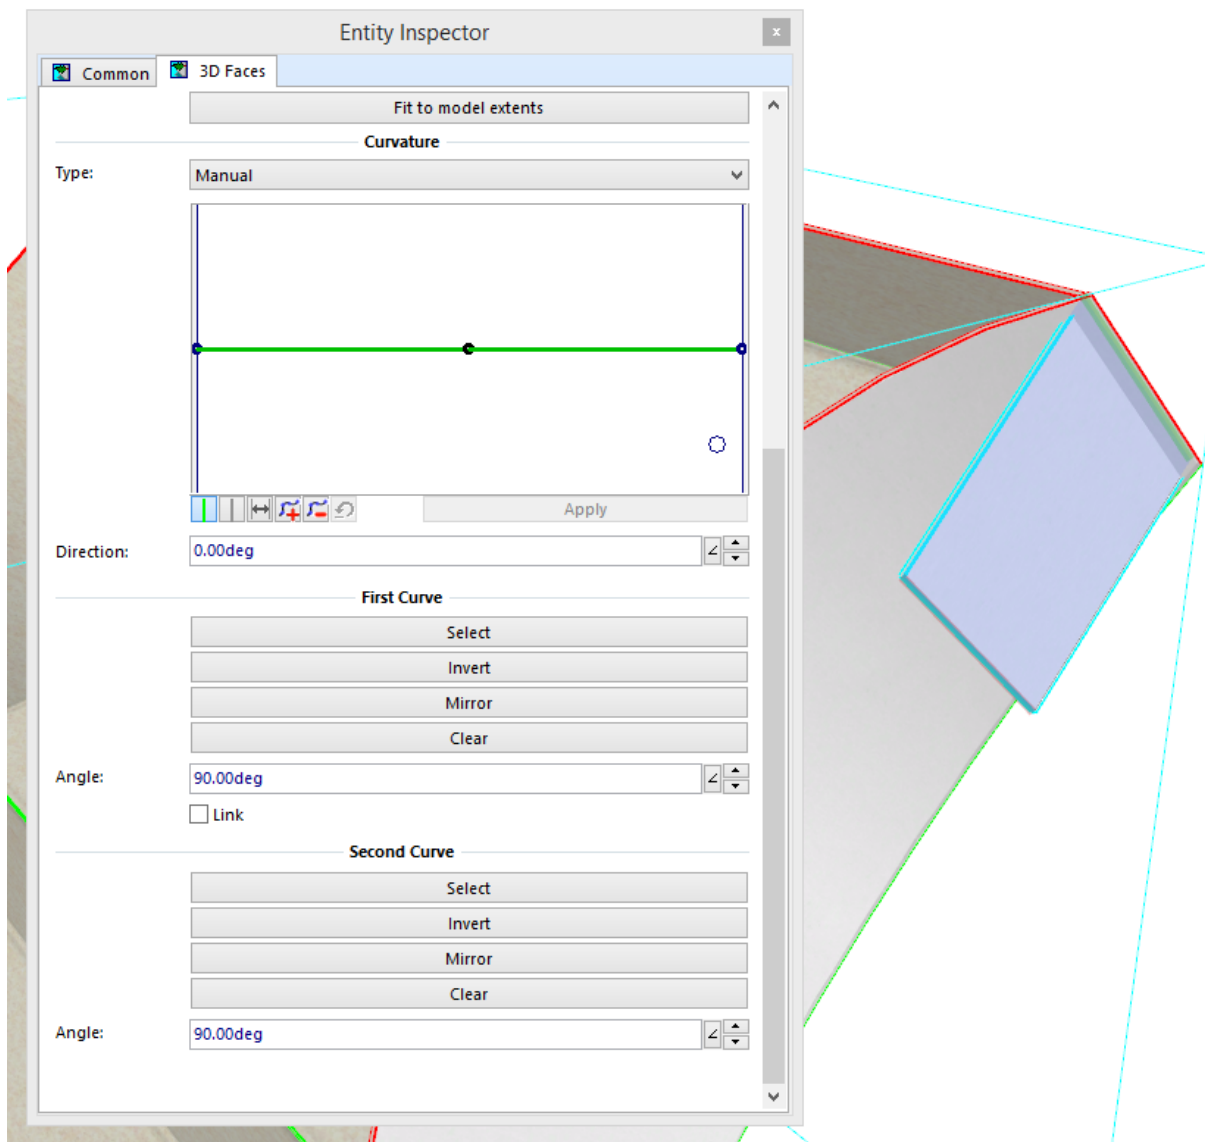 Entity Inspector
x
Common
3D Faces
Fit to model extents
Curvature
Type:
Manual
Apply
Direction:
0.00deg
First Curve
Select
Invert
Mirror
Clear
Angle:
90.00deg
Link
Second Curve
Select
Invert
Mirror
Clear
Angle:
90.00deg